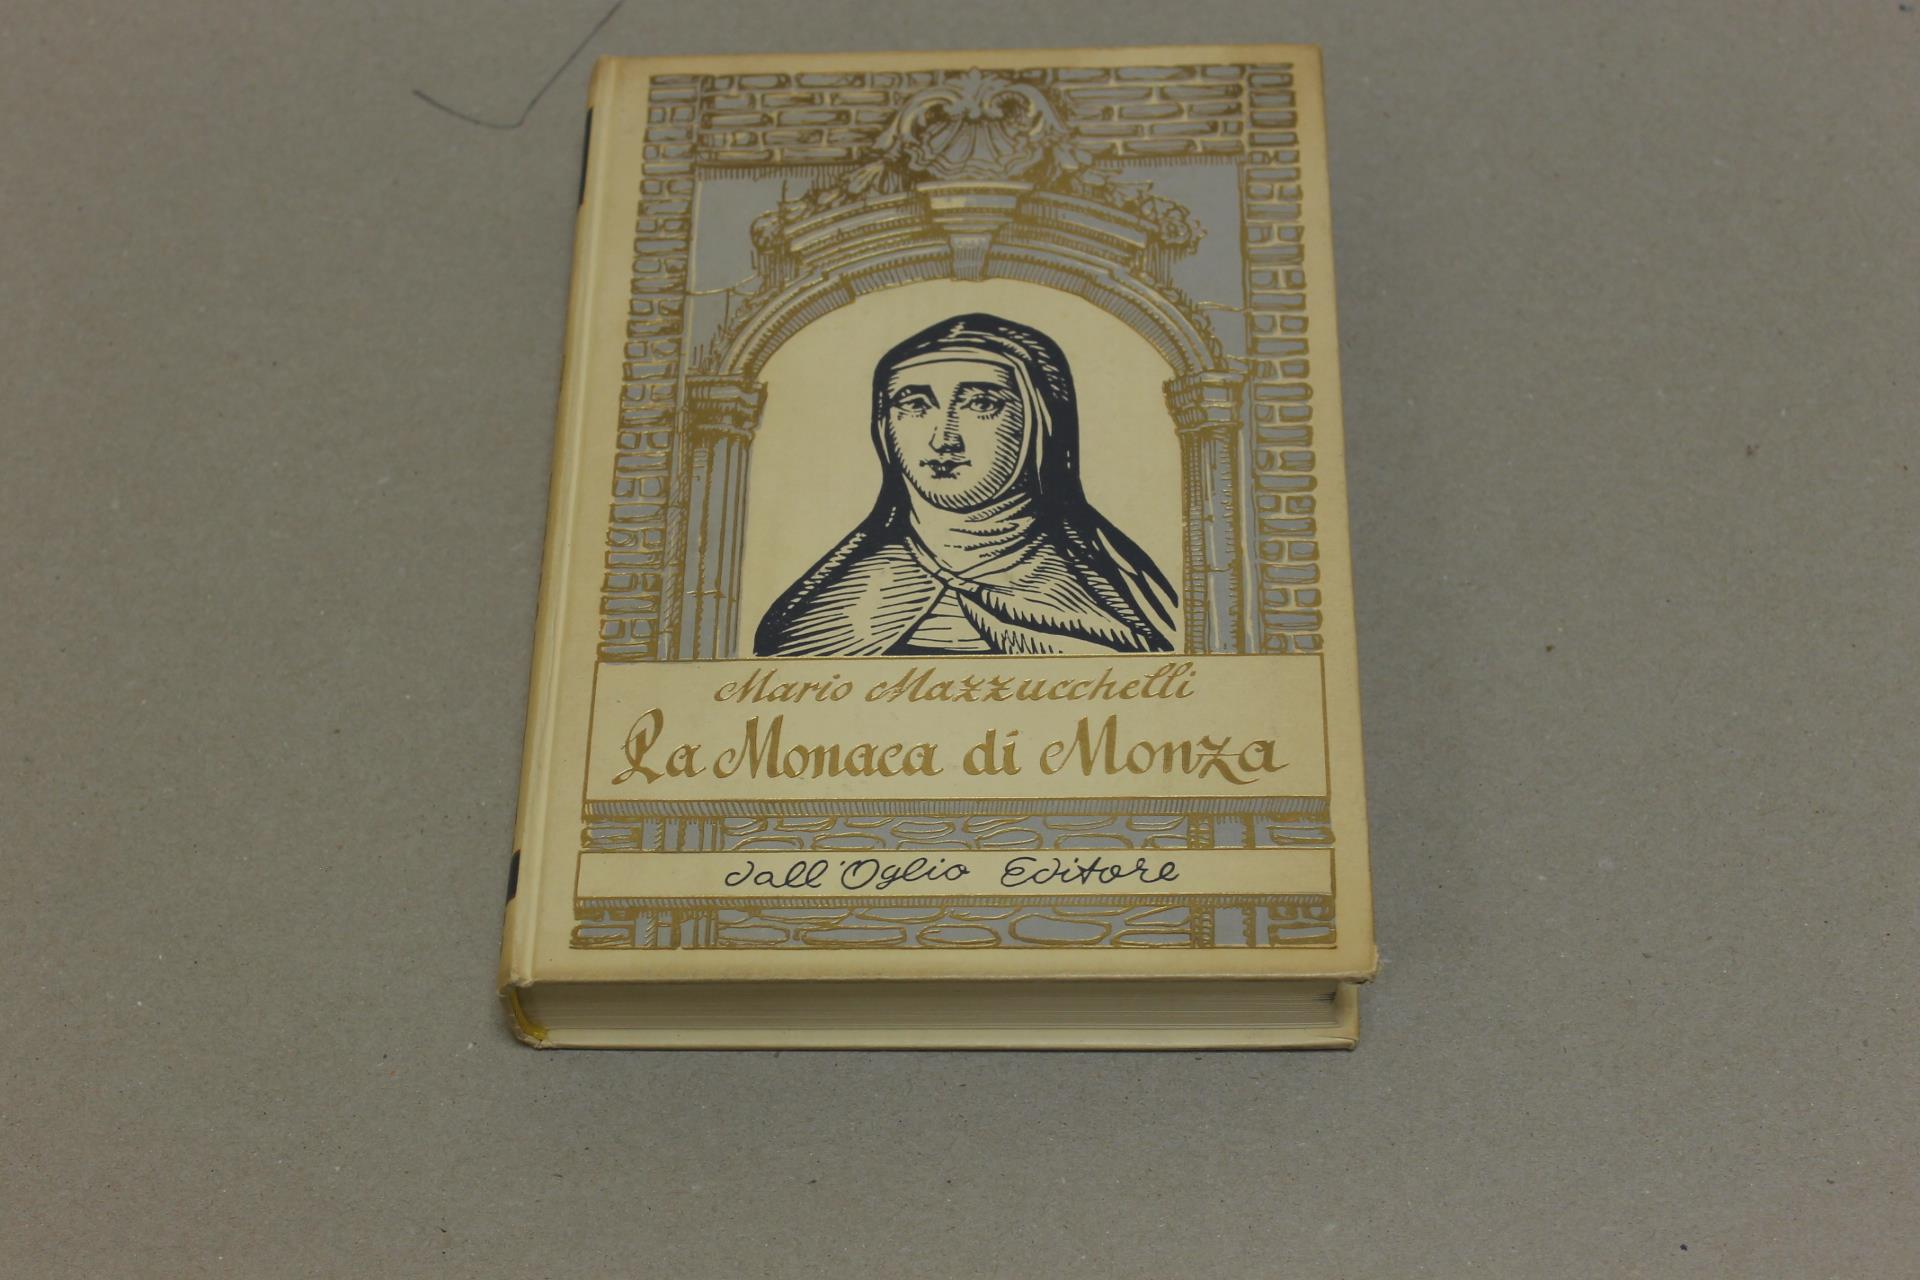 Mario Mazzucchelli
La Monaca di Monza
dall'Oglio Editore